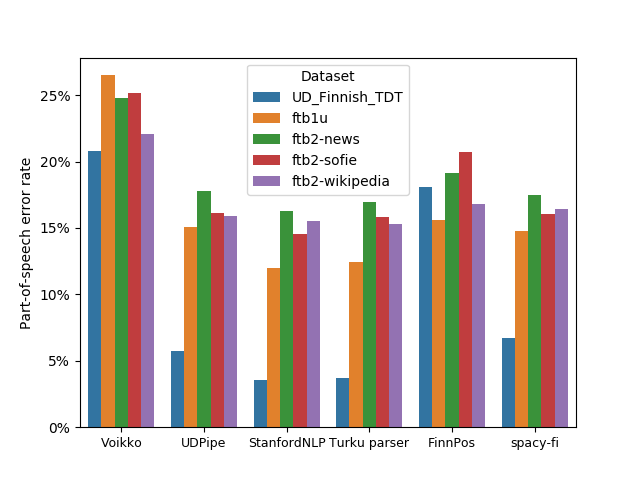 Dataset
UD_Finnish_TDT
ftb1u
ftb2-news
ftb2-sofie
ftb2-wikipedia
Part-of-speech error rate
25%
20%
15%
10%
5%
0%
Voikko UDPipe StanfordNLP Turku parser FinnPos spacy-fi